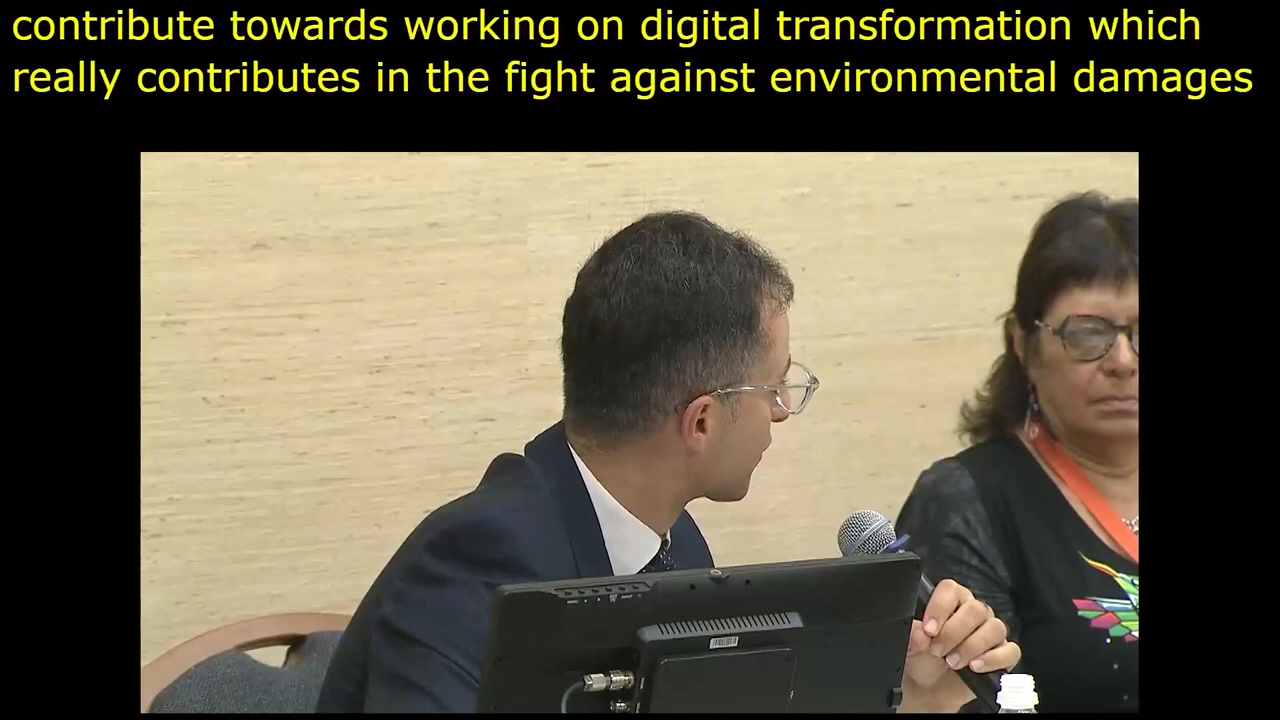 contribute towards working on digital transformation which
really contributes in the fight against environmental damages